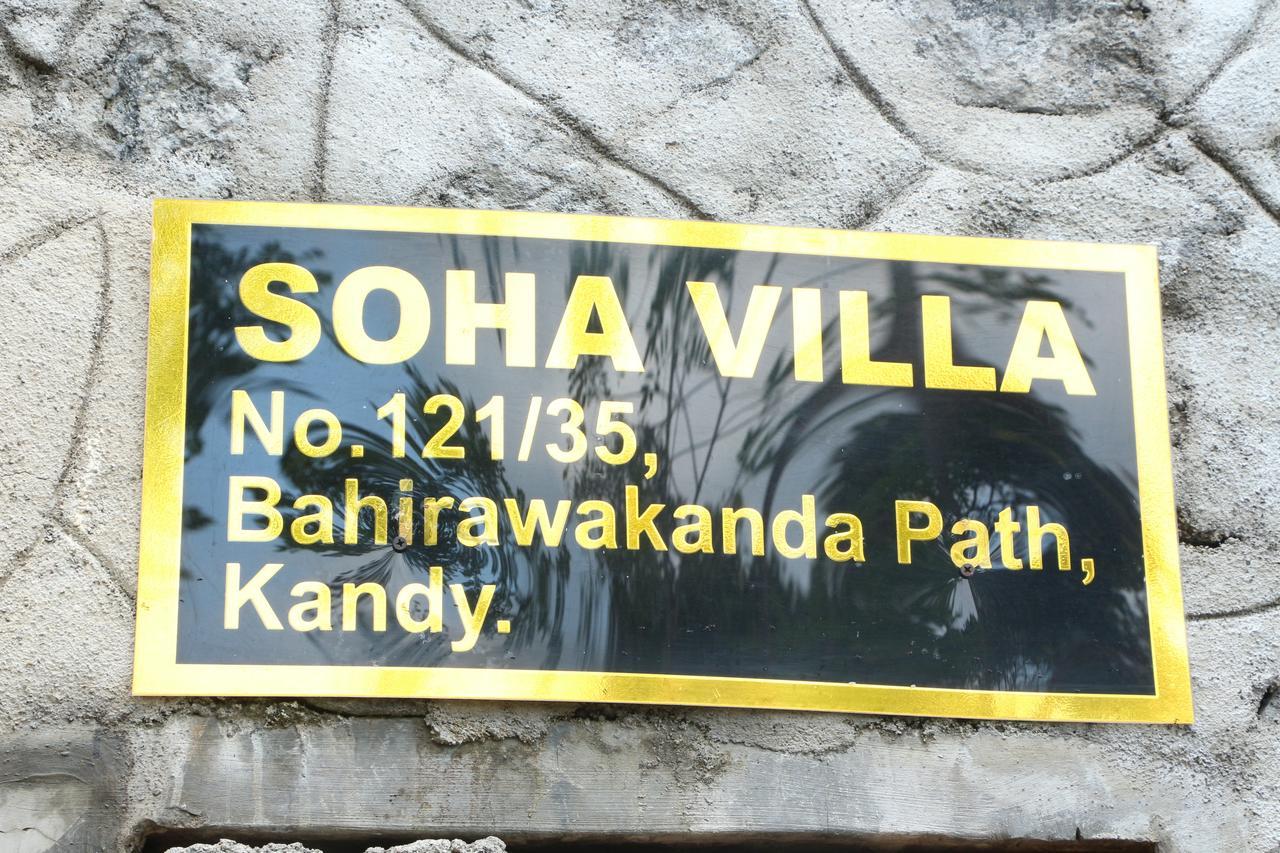 SOHA VILLA
No.121/35,
Bahirawakanda Path,
Kandy.